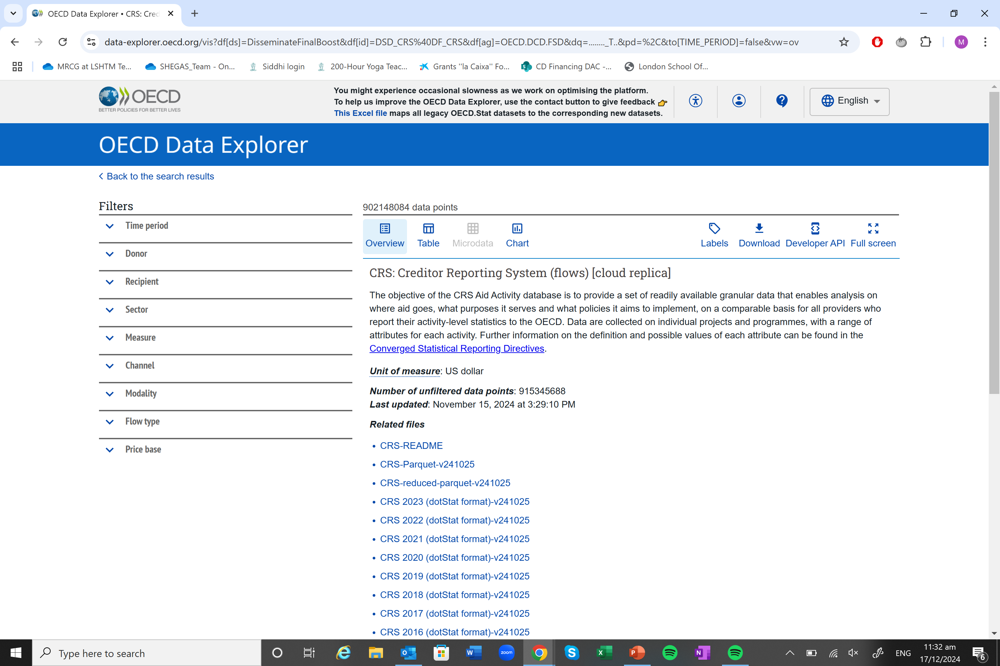 OECD Data Explorer • CRS: Cred
data-explorer.oecd.org/vis?df[ds]=DisseminateFinalBoost&df[id]=DSD_CRS%40DF_CRS&df[ag]=OECD.DCD.FSD&dq=........_T..&pd=%2C&to[TIME_PERIOD]=false&vw=ov
M
MRCG at LSHTM Te...
SHEGAS_Team - On...
Siddhi login
200-Hour Yoga Teac...
Grants "la Caixa" Fo...
CD Financing DAC -...
London School Of...
OECD
BETTER POLICIES FOR BETTER LIVES
You might experience occasional slowness as we work on optimising the platform.
To help us improve the OECD Data Explorer, use the contact button to give feedback 👉
This Excel file maps all legacy OECD.Stat datasets to the corresponding new datasets.
English
OECD Data Explorer
Back to the search results
Filters
Time period
Donor
Recipient
Sector
Measure
Channel
Modality
Flow type
Price base
902148084 data points
Overview
Table
Microdata
Chart
Labels
Download
Developer API
Full screen
CRS: Creditor Reporting System (flows) [cloud replica]
The objective of the CRS Aid Activity database is to provide a set of readily available granular data that enables analysis on
where aid goes, what purposes it serves and what policies it aims to implement, on a comparable basis for all providers who
report their activity-level statistics to the OECD. Data are collected on individual projects and programmes, with a range of
attributes for each activity. Further information on the definition and possible values of each attribute can be found in the
Converged Statistical Reporting Directives.
Unit of measure: US dollar
Number of unfiltered data points: 915345688
Last updated: November 15, 2024 at 3:29:10 PM
Related files
• CRS-README
• CRS-Parquet-v241025
• CRS-reduced-parquet-v241025
• CRS 2023 (dotStat format)-v241025
• CRS 2022 (dotStat format)-v241025
• CRS 2021 (dotStat format)-v241025
• CRS 2020 (dotStat format)-v241025
• CRS 2019 (dotStat format)-v241025
• CRS 2018 (dotStat format)-v241025
• CRS 2017 (dotStat format)-v241025
• CRS 2016 (dotStat format)-v241025
Type here to search
zoom
ENG
11:32 am
17/12/2024
6